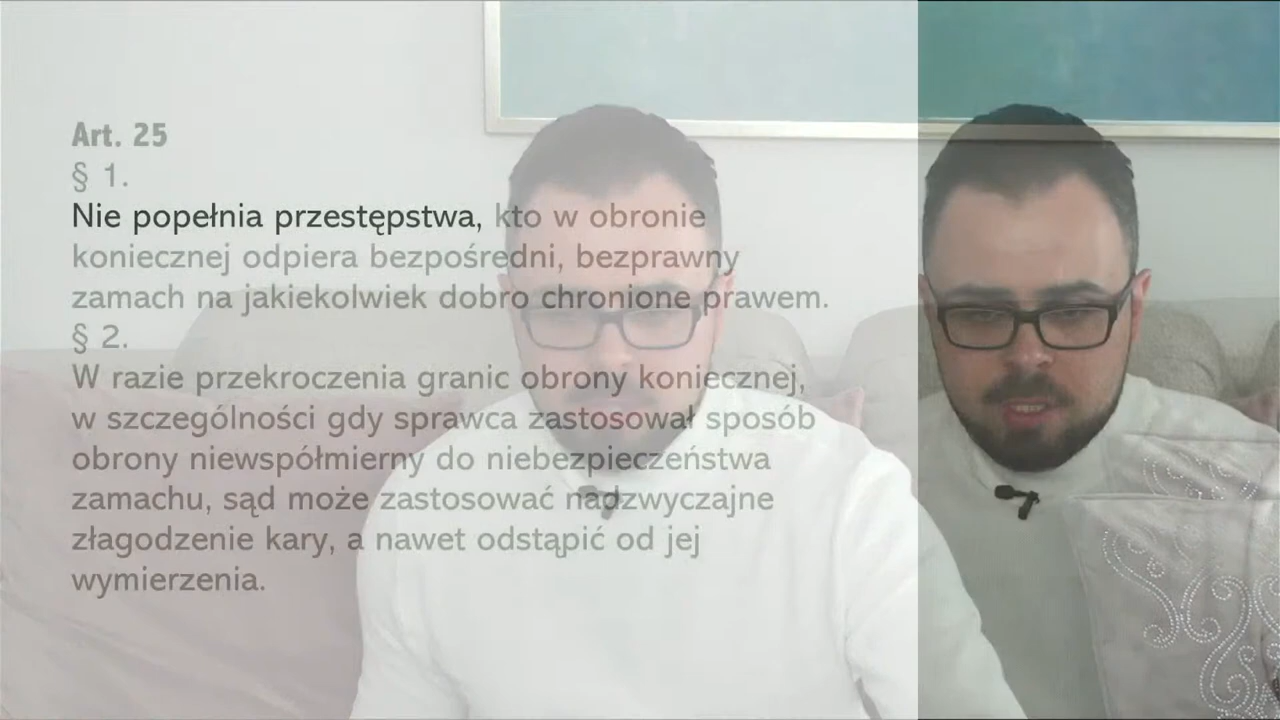 Art. 25
§ 1.
Nie popełnia przestępstwa, kto w obronie
koniecznej odpiera bezpośredni, bezprawny
zamach na jakiekolwiek dobro chronione prawem.
§ 2.
W razie przekroczenia granic obrony koniecznej,
w szczególności gdy sprawca zastosował sposób
obrony niewspółmierny do niebezpieczeństwa
zamachu, sąd może zastosować nadzwyczajne
złagodzenie kary, a nawet odstąpić od jej
wymierzenia.